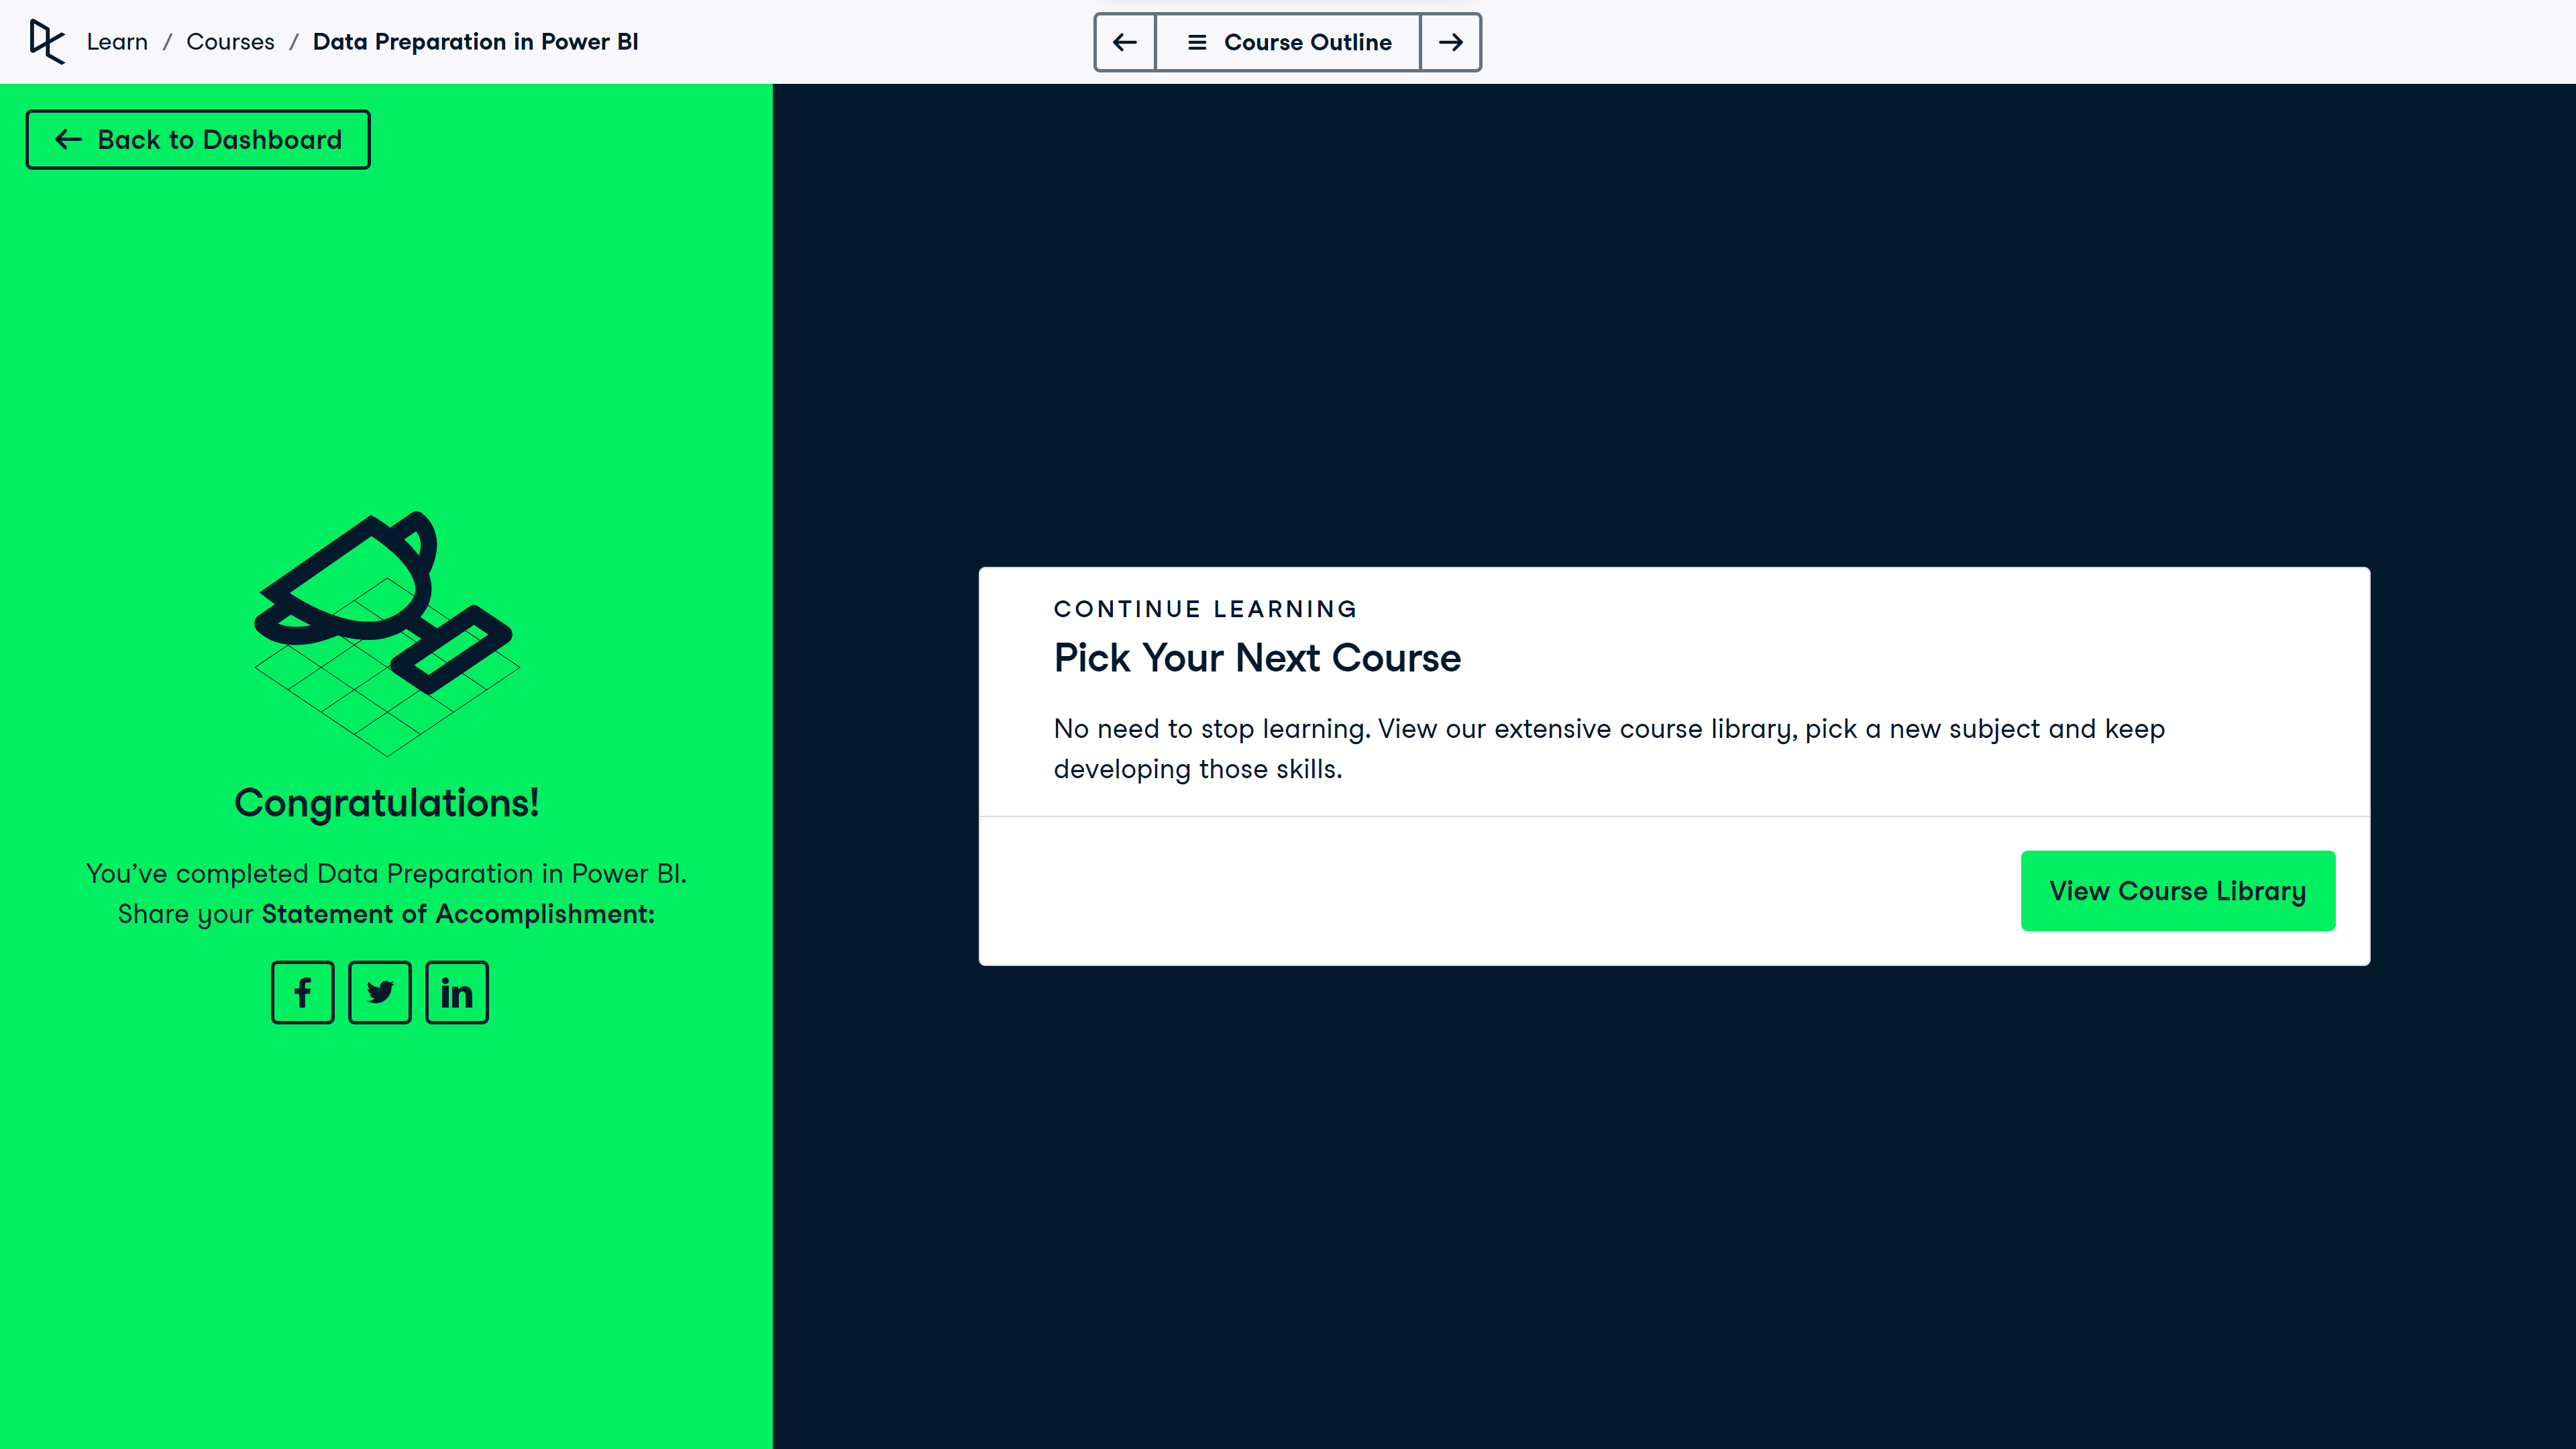 Learn / Courses / Data Preparation in Power BI
Course Outline
Back to Dashboard
Congratulations!
You’ve completed Data Preparation in Power BI.
Share your Statement of Accomplishment:
CONTINUE LEARNING
Pick Your Next Course
No need to stop learning. View our extensive course library, pick a new subject and keep
developing those skills.
View Course Library